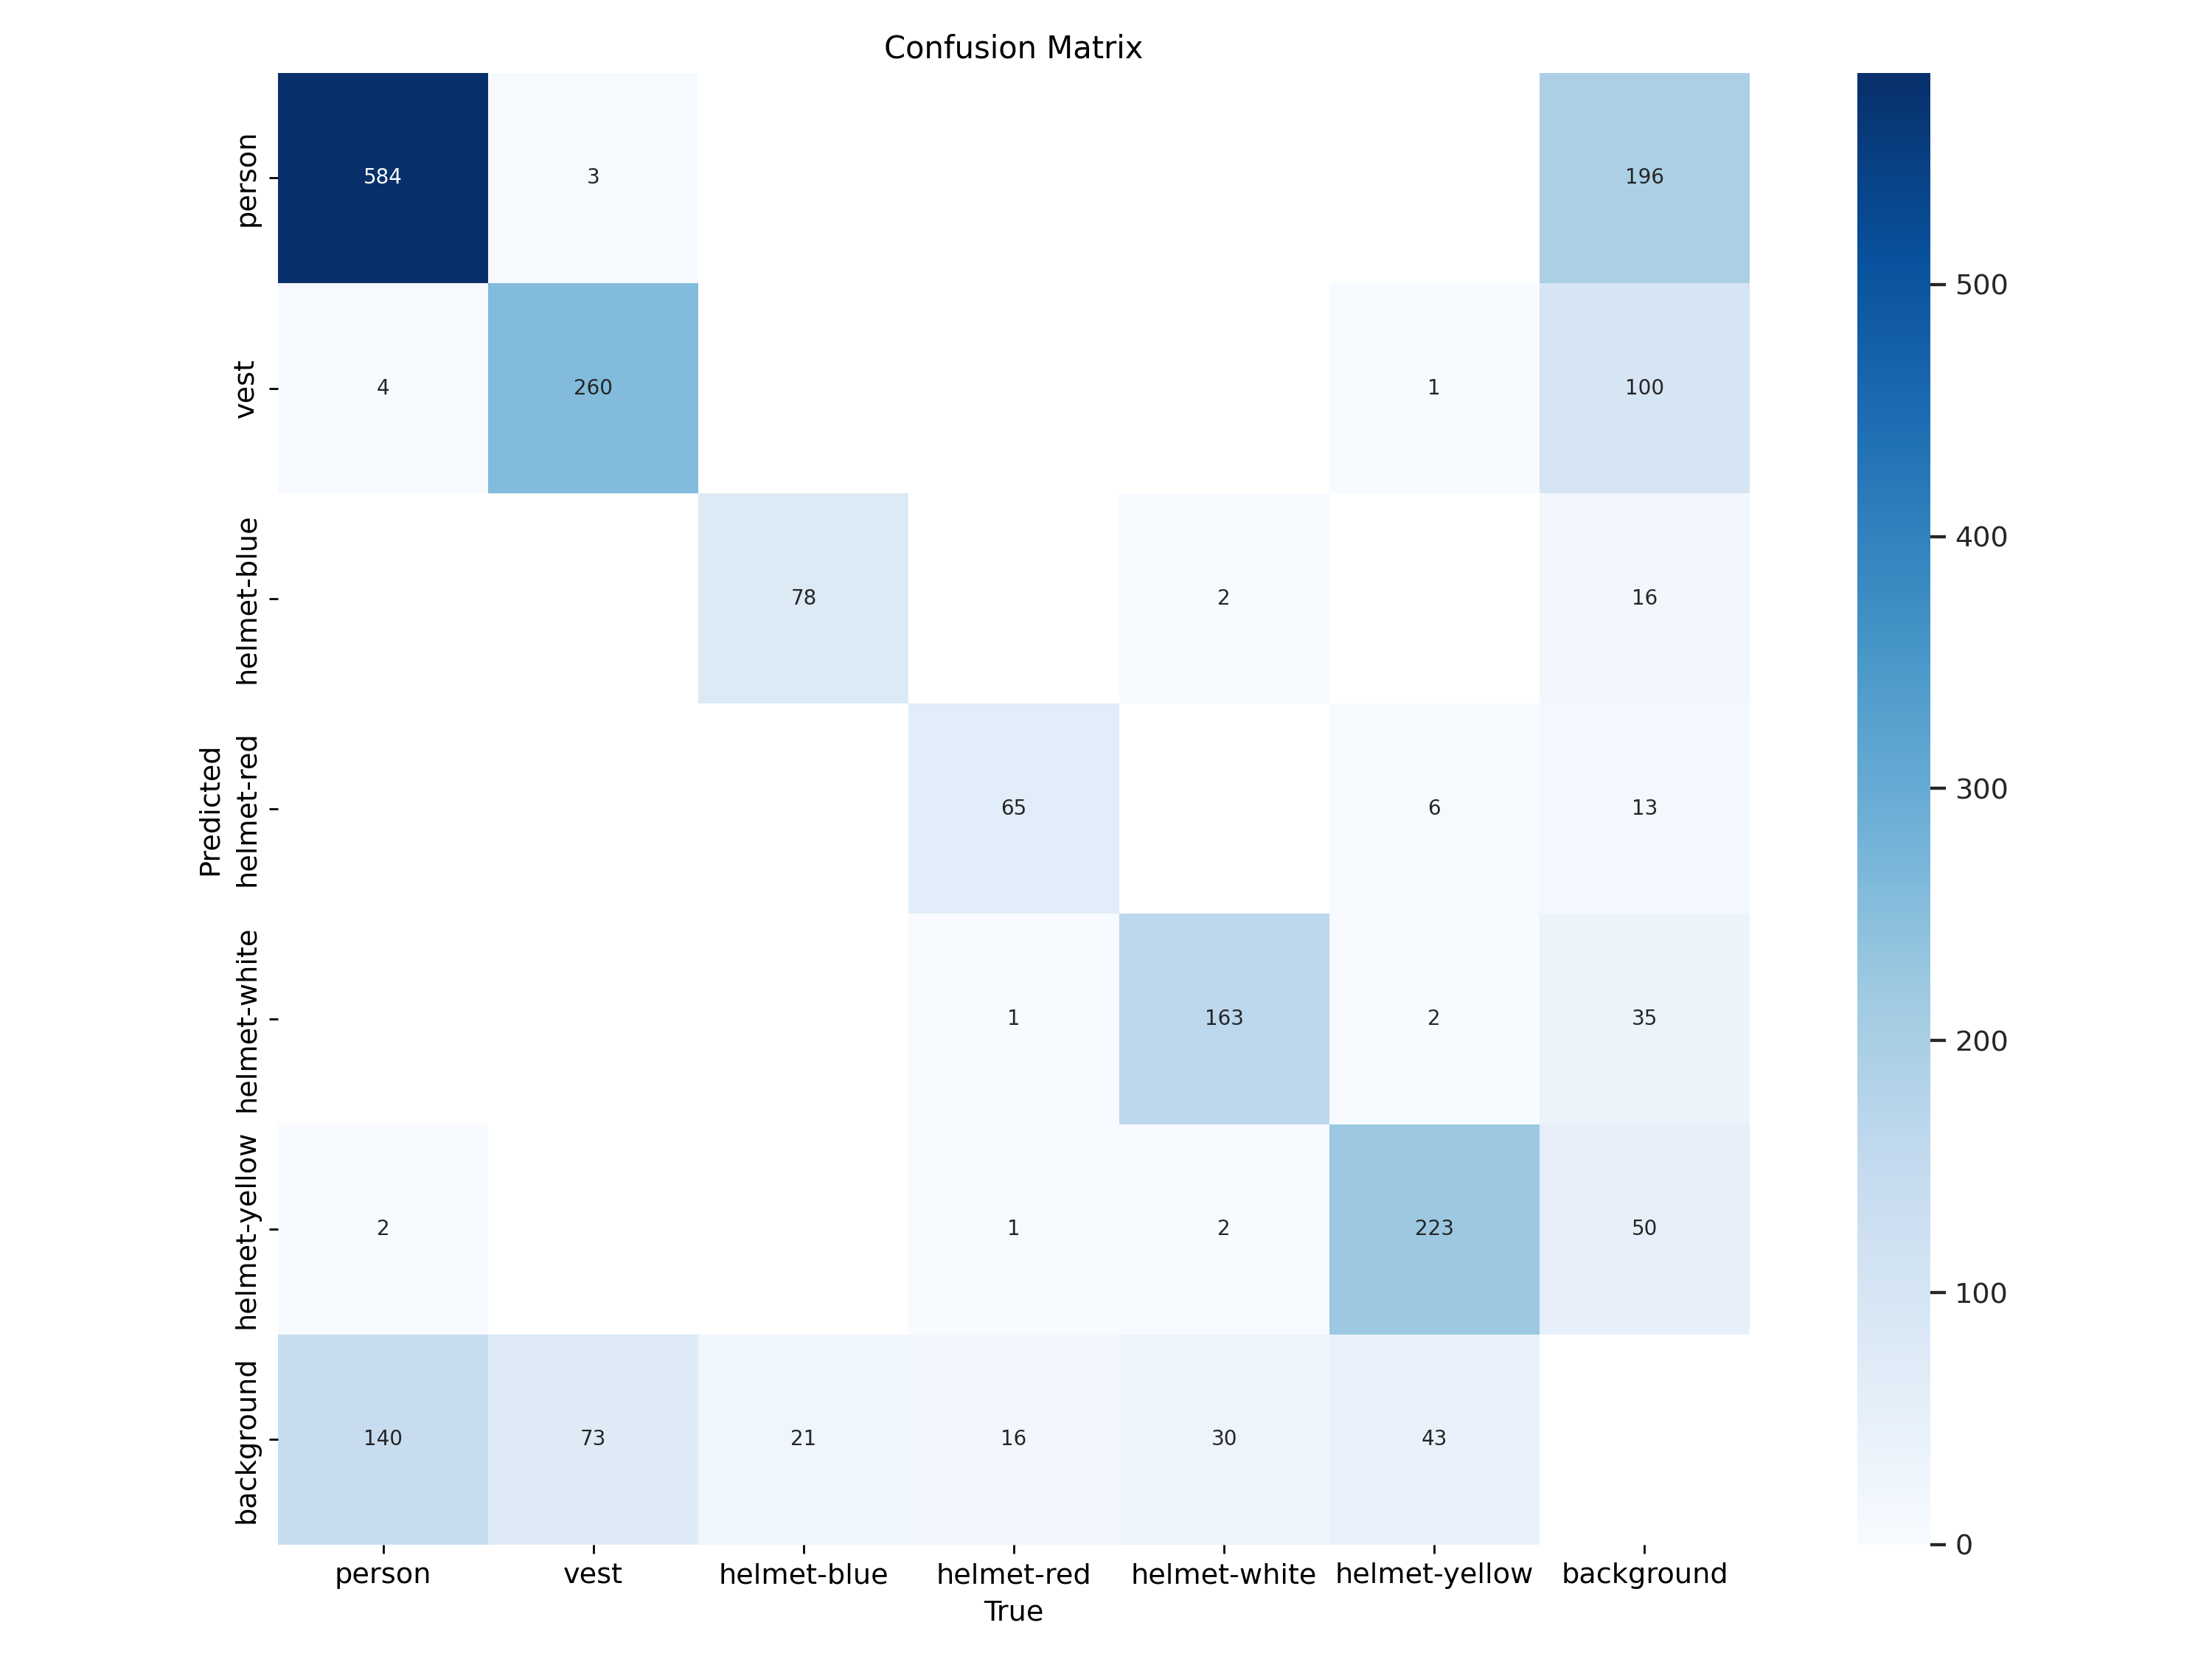 Confusion Matrix
person
584
3
196
vest
4
260
1
100
500
helmet-blue
78
2
16
400
Predicted
helmet-red
65
6
13
300
helmet-white
1
163
2
35
200
helmet-yellow
2
1
2
223
50
100
background
140
73
21
16
30
43
0
person
vest
helmet-blue
helmet-red
helmet-white
helmet-yellow
background
True